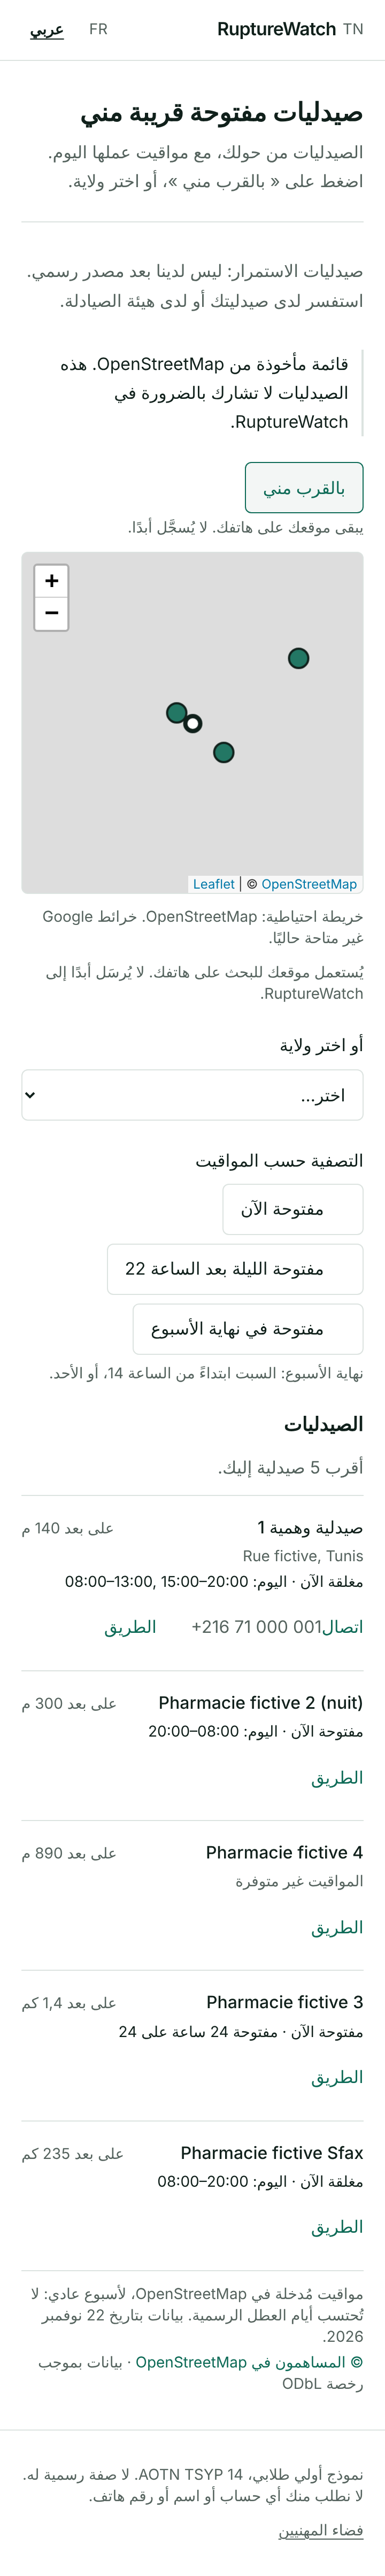 RuptureWatch TN
FR
عربي
صيدليات مفتوحة قريبة مني
الصيدليات من حولك، مع مواقيت عملها اليوم.
اضغط على « بالقرب مني »، أو اختر ولاية.
صيدليات الاستمرار: ليس لدينا بعد مصدر رسمي.
استفسر لدى صيدليتك أو لدى هيئة الصيادلة.
قائمة مأخوذة من OpenStreetMap. هذه
الصيدليات لا تشارك بالضرورة في
RuptureWatch.
بالقرب مني
يبقى موقعك على هاتفك. لا يُسجَّل أبدًا.
+
−
Leaflet | © OpenStreetMap
خريطة احتياطية: OpenStreetMap. خرائط Google
غير متاحة حاليًا.
يُستعمل موقعك للبحث على هاتفك. لا يُرسَل أبدًا إلى
RuptureWatch.
أو اختر ولاية
اختر...
التصفية حسب المواقيت
مفتوحة الآن
مفتوحة الليلة بعد الساعة 22
مفتوحة في نهاية الأسبوع
نهاية الأسبوع: السبت ابتداءً من الساعة 14، أو الأحد.
الصيدليات
أقرب 5 صيدلية إليك.
صيدلية وهمية 1
على بعد 140 م
Rue fictive, Tunis
مغلقة الآن · اليوم: 08:00–13:00, 15:00–20:00
اتصال +216 71 000 001
الطريق
Pharmacie fictive 2 (nuit)
على بعد 300 م
مفتوحة الآن · اليوم: 08:00–20:00
الطريق
Pharmacie fictive 4
على بعد 890 م
المواقيت غير متوفرة
الطريق
Pharmacie fictive 3
على بعد 1,4 كم
مفتوحة الآن · مفتوحة 24 ساعة على 24
الطريق
Pharmacie fictive Sfax
على بعد 235 كم
مغلقة الآن · اليوم: 08:00–20:00
الطريق
مواقيت مُدخلة في OpenStreetMap، لأسبوع عادي: لا
تُحتسب أيام العطل الرسمية. بيانات بتاريخ 22 نوفمبر
2026.
© المساهمون في OpenStreetMap · بيانات بموجب
رخصة ODbL
نموذج أولي طلابي، AOTN TSYP 14. لا صفة رسمية له.
لا نطلب منك أي حساب أو اسم أو رقم هاتف.
فضاء المهنيين